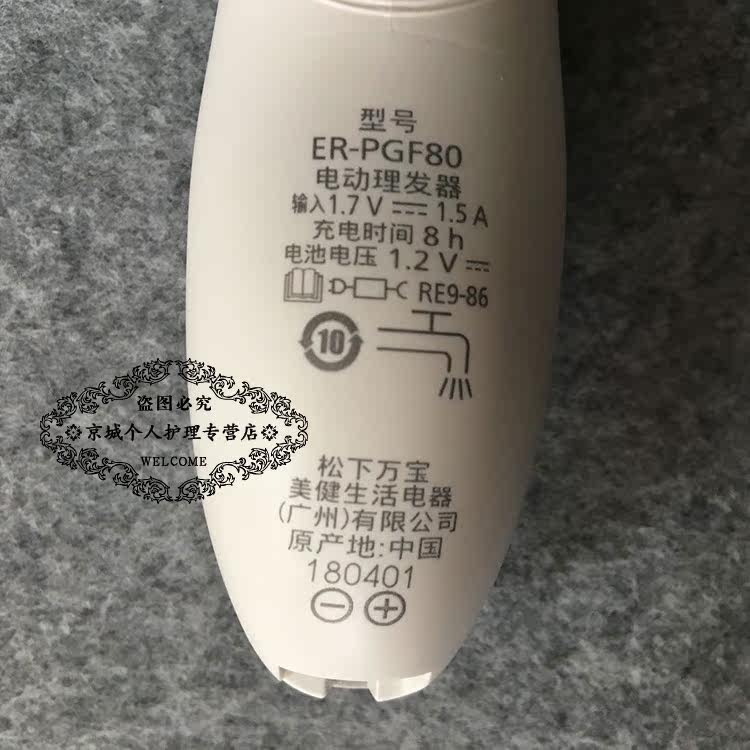 型号
ER-PGF80
电动理发器
输入1.7 V ⎓ 1.5 A
充电时间 8 h
电池电压 1.2 V ⎓
RE9-86
10
盗图必究
京城个人护理专营店
WELCOME
松下万宝
美健生活电器
(广州)有限公司
原产地:中国
180401